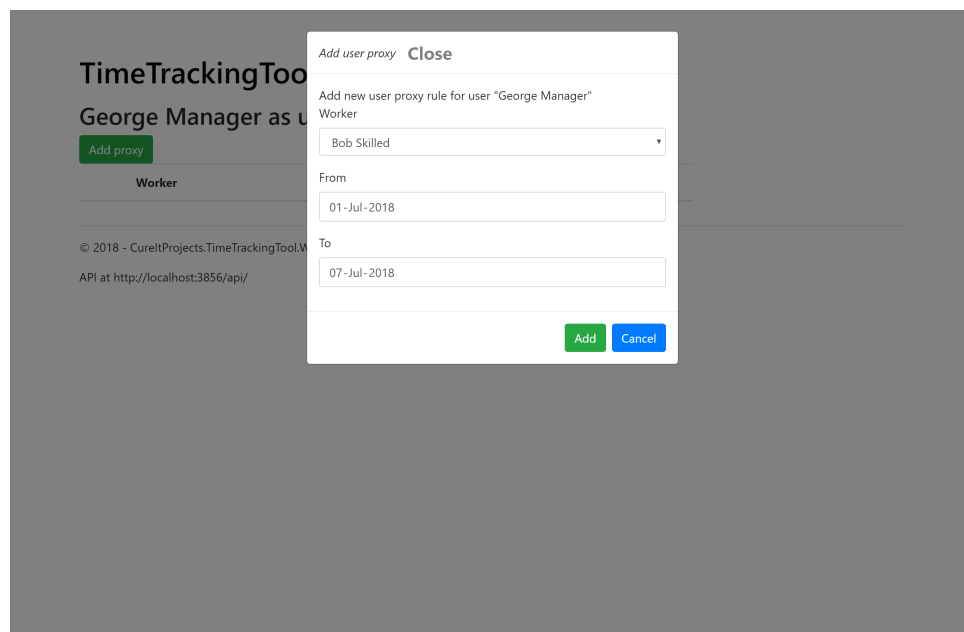 Add user proxy Close
TimeTrackingToo
Add new user proxy rule for user "George Manager"
George Manager as u
Worker
Bob Skilled
Add proxy
From
Worker
01-Jul-2018
To
© 2018 - CureItProjects.TimeTrackingTool.W
07-Jul-2018
API at http://localhost:3856/api/
Add Cancel